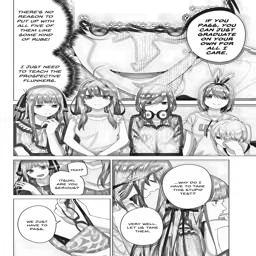 THERE'S NO
REASON TO
PUT UP WITH
ALL FIVE OF
THEM LIKE
SOME KIND
OF RUBE!
IF YOU
PASS, YOU
CAN JUST
GRADUATE
ON YOUR
OWN FOR ALL
I CARE.
I JUST NEED
TO TEACH THE
PROSPECTIVE
FLUNKERS.
YEAH?
ITSUKI,
ARE YOU
SERIOUS?
WE JUST
HAVE TO
PASS.
...WHY DO I
HAVE TO TAKE
THIS STUPID
TEST?
VERY WELL.
LET US TAKE
THEM.